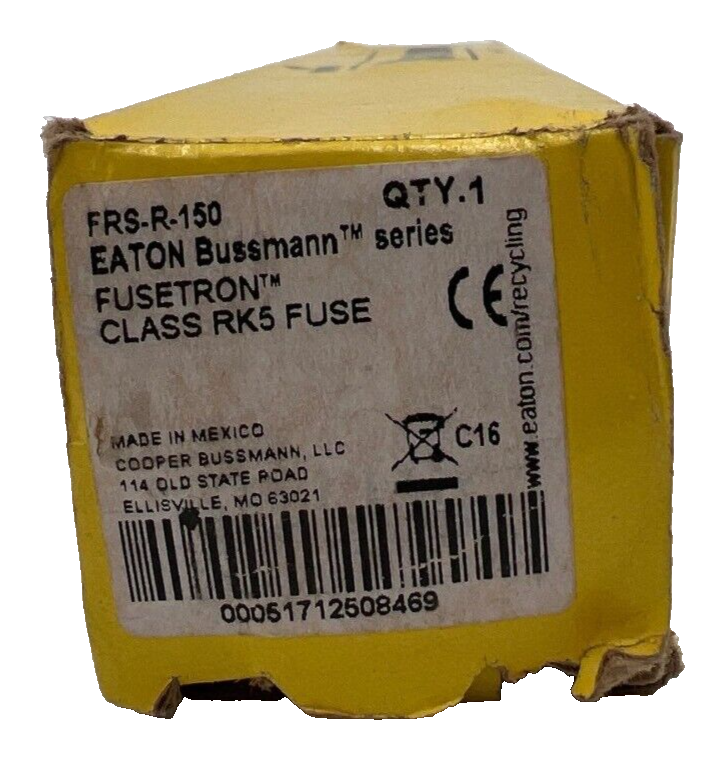 FRS-R-150
QTY.1
EATON Bussmann™ series
FUSETRON™
CLASS RK5 FUSE
CE
www.eaton.com/recycling
C16
MADE IN MEXICO
COOPER BUSSMANN, LLC
114 OLD STATE ROAD
ELLISVILLE, MO 63021
00051712508469